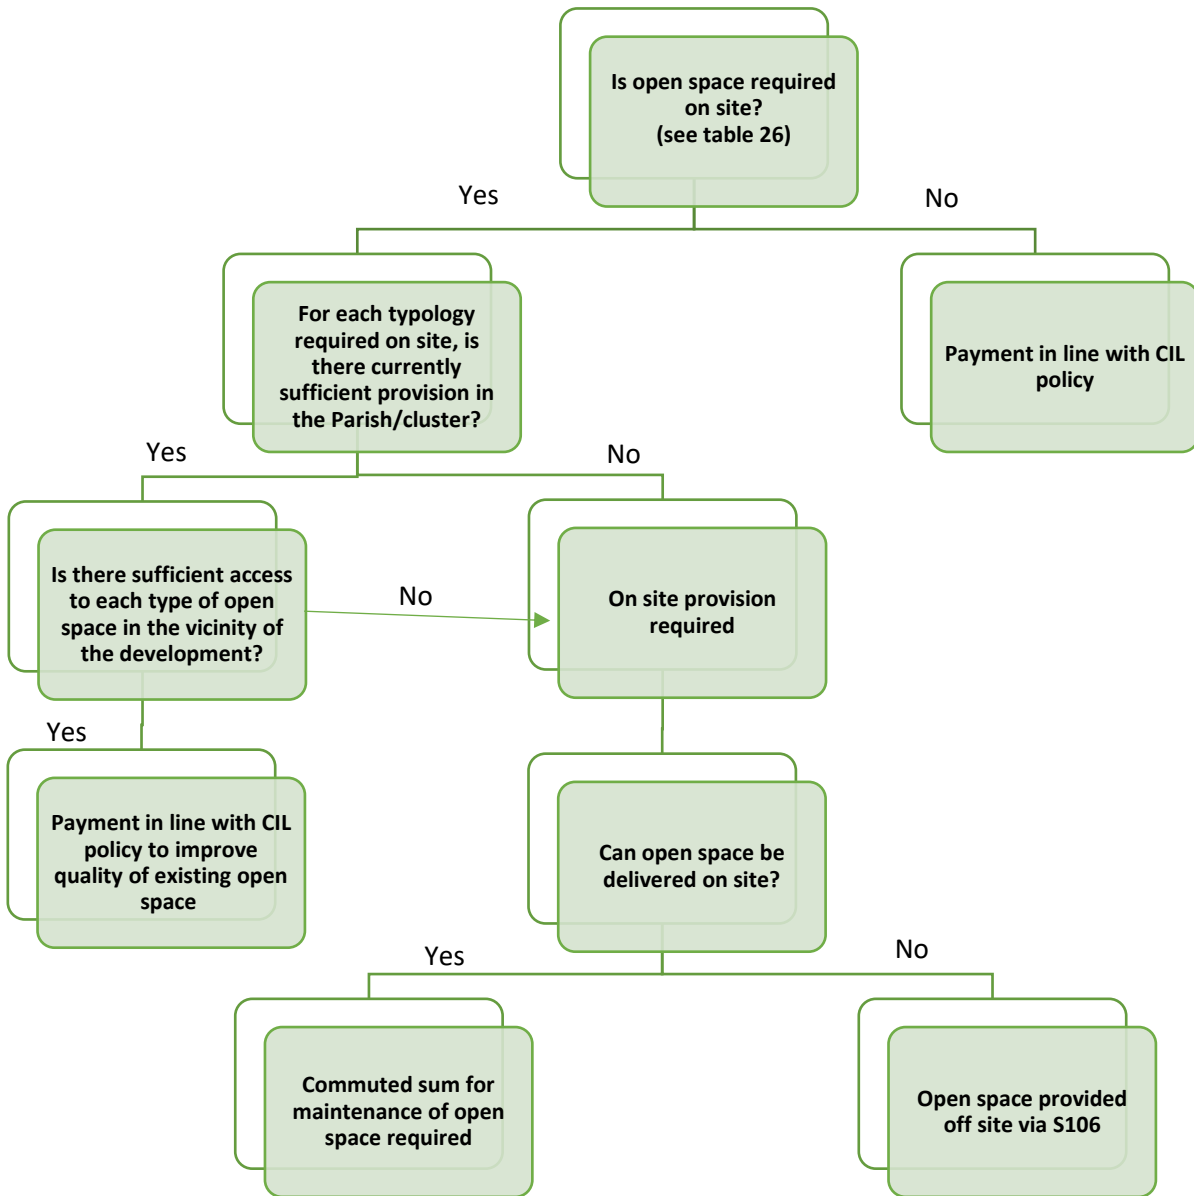 Is open space required
on site?
(see table 26)
Yes
No
For each typology
required on site, is
there currently
sufficient provision in
the Parish/cluster?
Payment in line with CIL
policy
Yes
No
Is there sufficient access
to each type of open
space in the vicinity of
the development?
No
On site provision
required
Yes
Payment in line with CIL
policy to improve
quality of existing open
space
Can open space be
delivered on site?
Yes
No
Commuted sum for
maintenance of open
space required
Open space provided
off site via S106